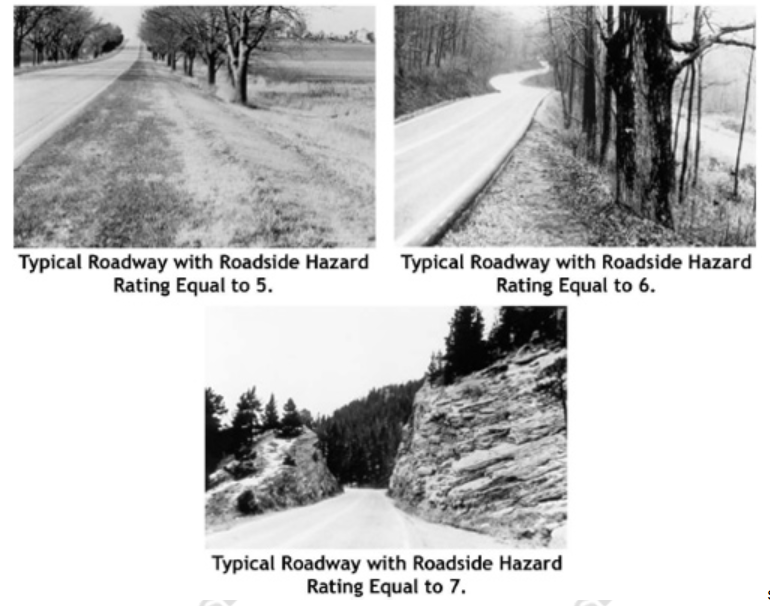 Typical Roadway with Roadside Hazard
Rating Equal to 5.
Typical Roadway with Roadside Hazard
Rating Equal to 6.
Typical Roadway with Roadside Hazard
Rating Equal to 7.